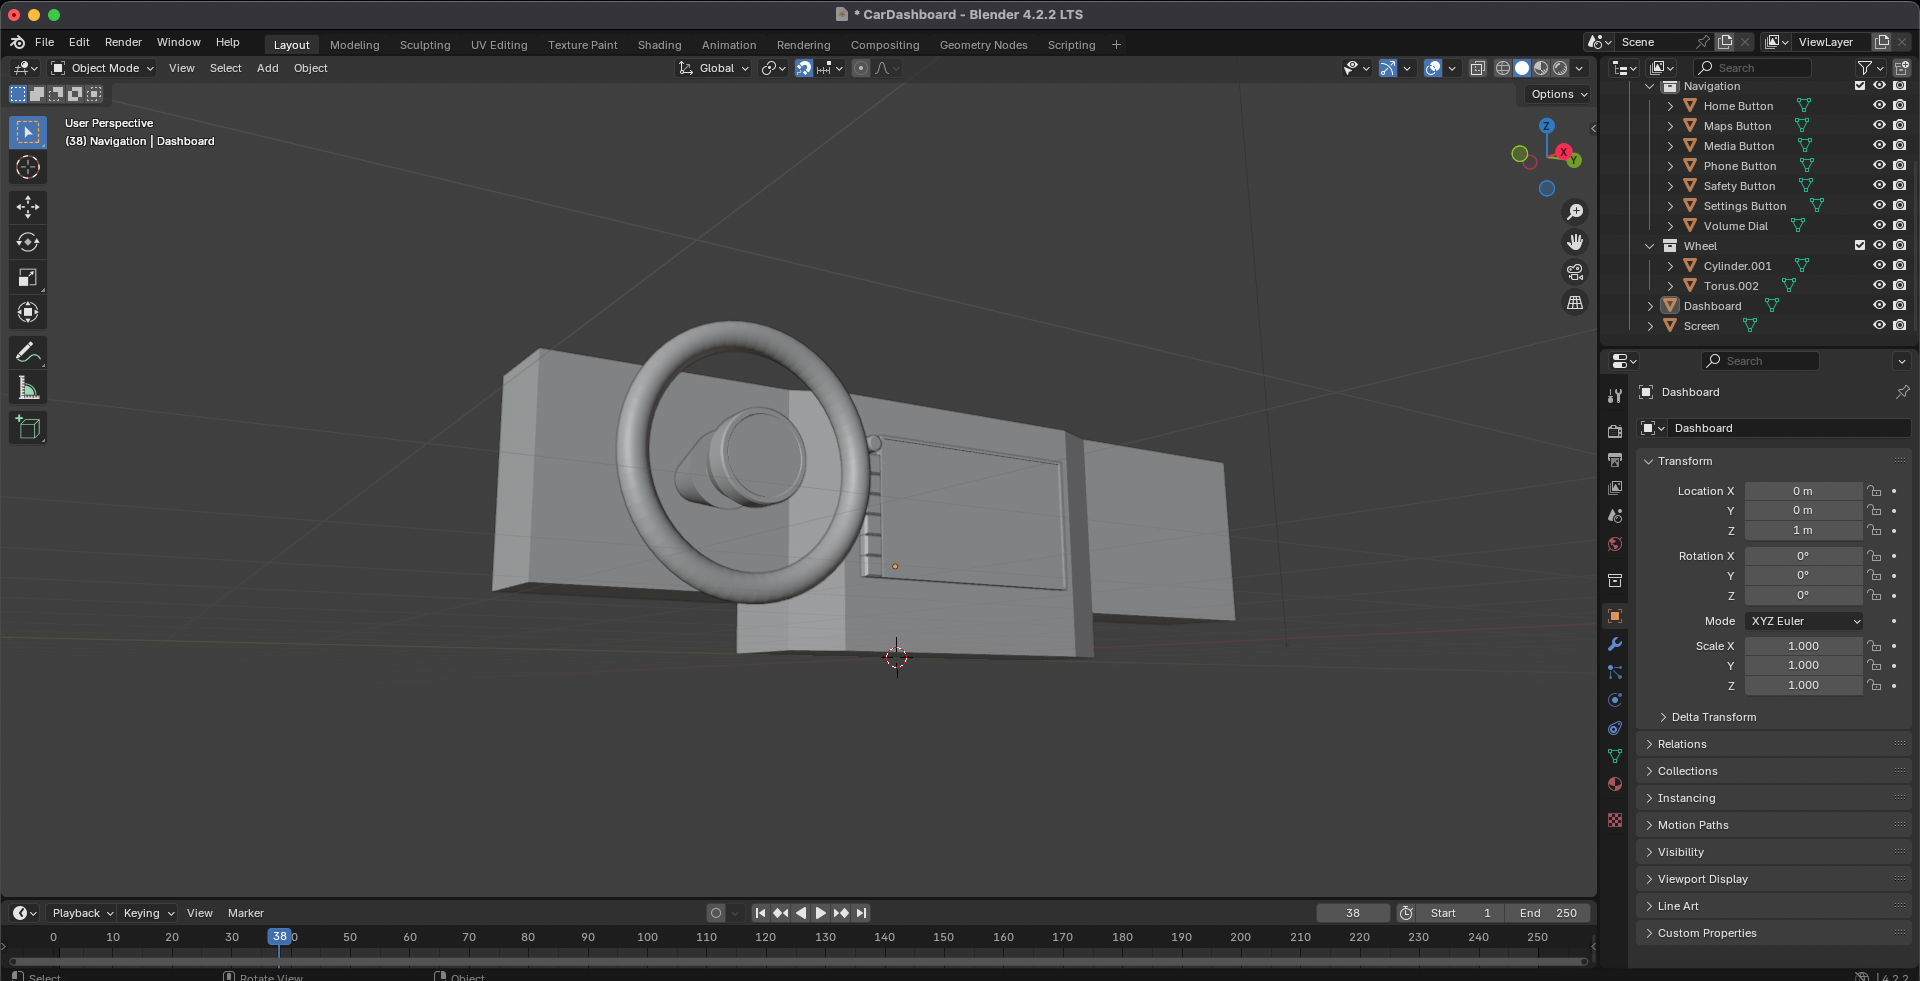 * CarDashboard - Blender 4.2.2 LTS
File Edit Render Window Help Layout Modeling Sculpting UV Editing Texture Paint Shading Animation Rendering Compositing Geometry Nodes Scripting + Scene ViewLayer
Object Mode View Select Add Object Global Search
Options
User Perspective
(38) Navigation | Dashboard
Z
X
Y
Navigation
Home Button
Maps Button
Media Button
Phone Button
Safety Button
Settings Button
Volume Dial
Wheel
Cylinder.001
Torus.002
Dashboard
Screen
Search
Dashboard
Dashboard
Transform
Location X 0 m
Y 0 m
Z 1 m
Rotation X 0°
Y 0°
Z 0°
Mode XYZ Euler
Scale X 1.000
Y 1.000
Z 1.000
Delta Transform
Relations
Collections
Instancing
Motion Paths
Visibility
Viewport Display
Line Art
Custom Properties
Playback Keying View Marker 38 Start 1 End 250
0 10 20 30 38 0 50 60 70 80 90 100 110 120 130 140 150 160 170 180 190 200 210 220 230 240 250
Select Rotate View Object 4.2.2